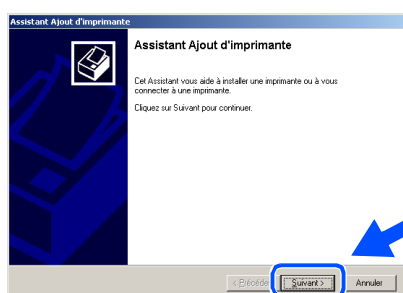 Assistant Ajout d'imprimante
Assistant Ajout d'imprimante
Cet Assistant vous aide à installer une imprimante ou à vous
connecter à une imprimante.
Cliquez sur Suivant pour continuer.
Suivant > Annuler